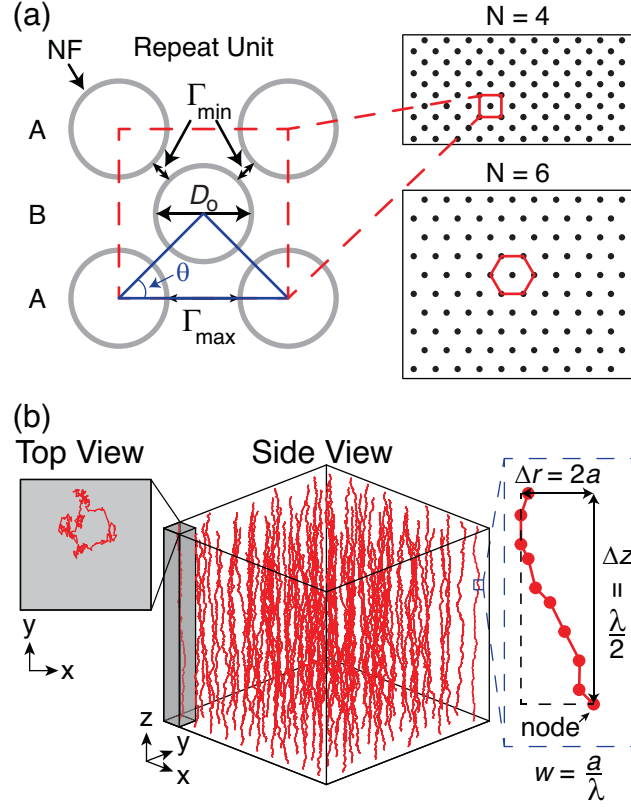 (a)
NF
Repeat Unit
N = 4
Γmin
A
B
Dₒ
θ
A
Γmax
N = 6
(b)
Top View
Side View
Δr = 2a
Δz = λ/2
node
w = a/λ
y
x
z
y
x